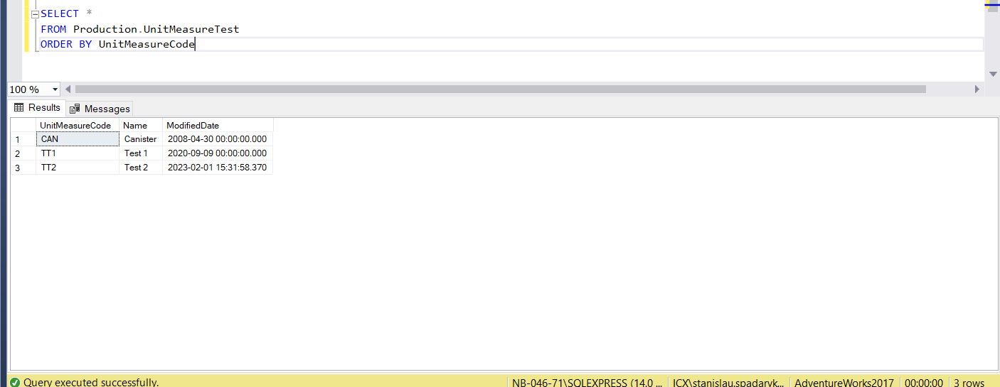 SELECT *
FROM Production.UnitMeasureTest
ORDER BY UnitMeasureCode
100 %
Results Messages
UnitMeasureCode Name ModifiedDate
1 CAN Canister 2008-04-30 00:00:00.000
2 TT1 Test 1 2020-09-09 00:00:00.000
3 TT2 Test 2 2023-02-01 15:31:58.370
Query executed successfully. NB-046-71\SQLEXPRESS (14.0 ... ICX\stanislau.spadaryk... AdventureWorks2017 00:00:00 3 rows